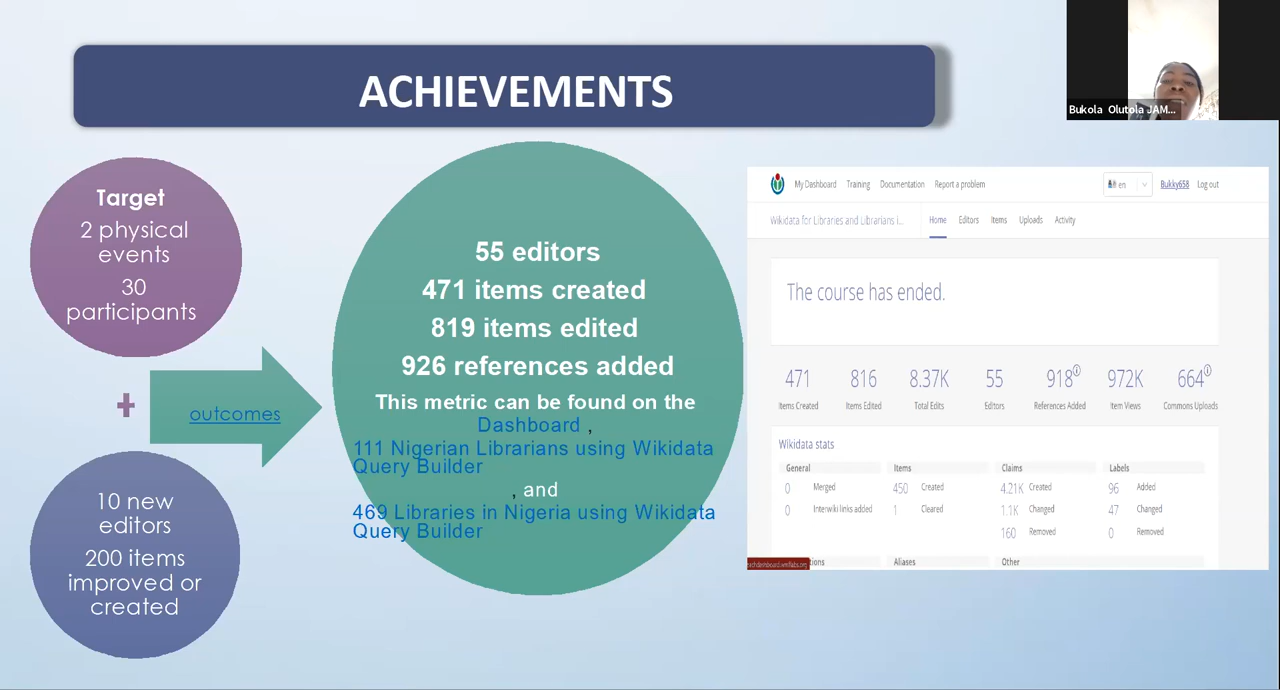 ACHIEVEMENTS
Bukola Olutola JAM...
Target
2 physical
events
30
participants
+
outcomes
10 new
editors
200 items
improved or
created
55 editors
471 items created
819 items edited
926 references added
This metric can be found on the
Dashboard ,
111 Nigerian Librarians using Wikidata
Query Builder
, and
469 Libraries in Nigeria using Wikidata
Query Builder
My Dashboard Training Documentation Report a problem en Bukky658 Log out
Wikidata for Libraries and Librarians i... Home Editors Items Uploads Activity
The course has ended.
471 816 8.37K 55 918 972K 664
Items Created Items Edited Total Edits Editors References Added Item Views Commons Uploads
Wikidata stats
General Items Claims Labels
0 Merged 450 Created 4.21K Created 96 Added
0 Interwiki links added 1 Cleared 1.1K Changed 47 Changed
160 Removed 0 Removed
ions Aliases Other